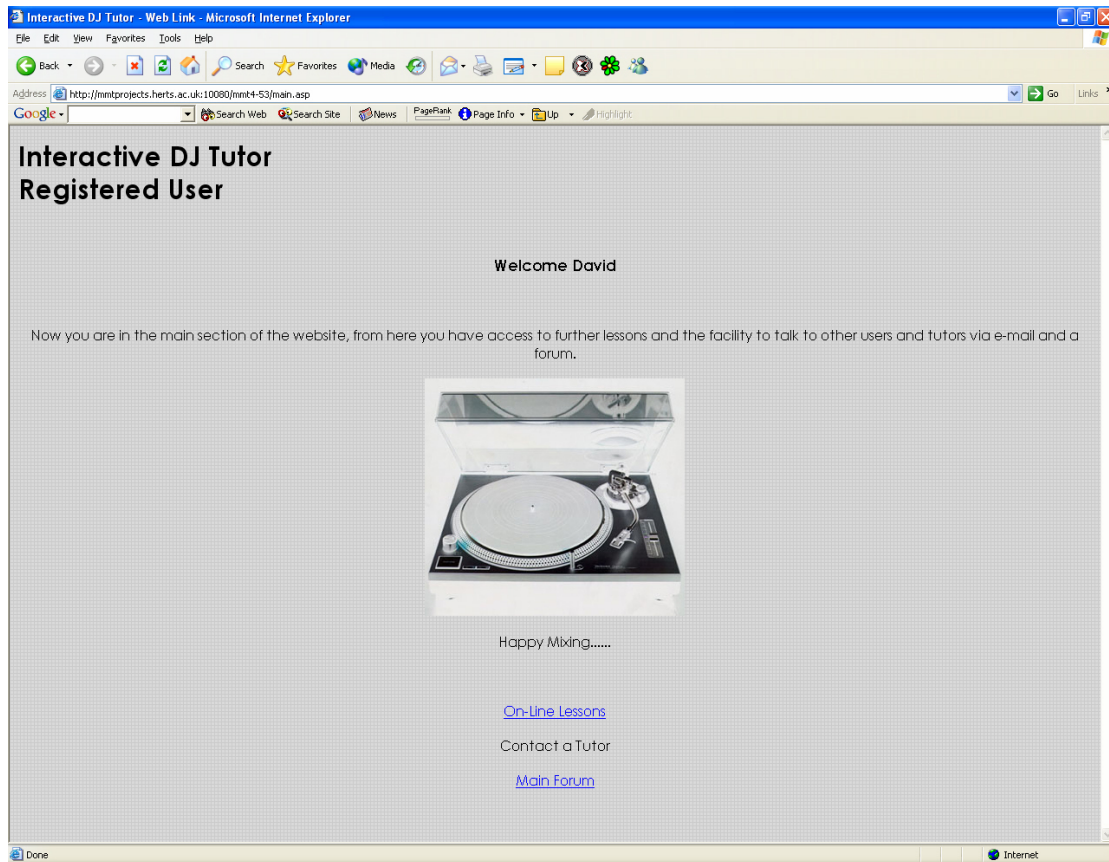 Interactive DJ Tutor - Web Link - Microsoft Internet Explorer
File Edit View Favorites Tools Help
Back Search Favorites Media
Address http://mmtprojects.herts.ac.uk:10080/mmt4-53/main.asp Go Links
Google Search Web Search Site News PageRank Page Info Up Highlight
Interactive DJ Tutor
Registered User
Welcome David
Now you are in the main section of the website, from here you have access to further lessons and the facility to talk to other users and tutors via e-mail and a
forum.
Happy Mixing......
On-Line Lessons
Contact a Tutor
Main Forum
Done Internet